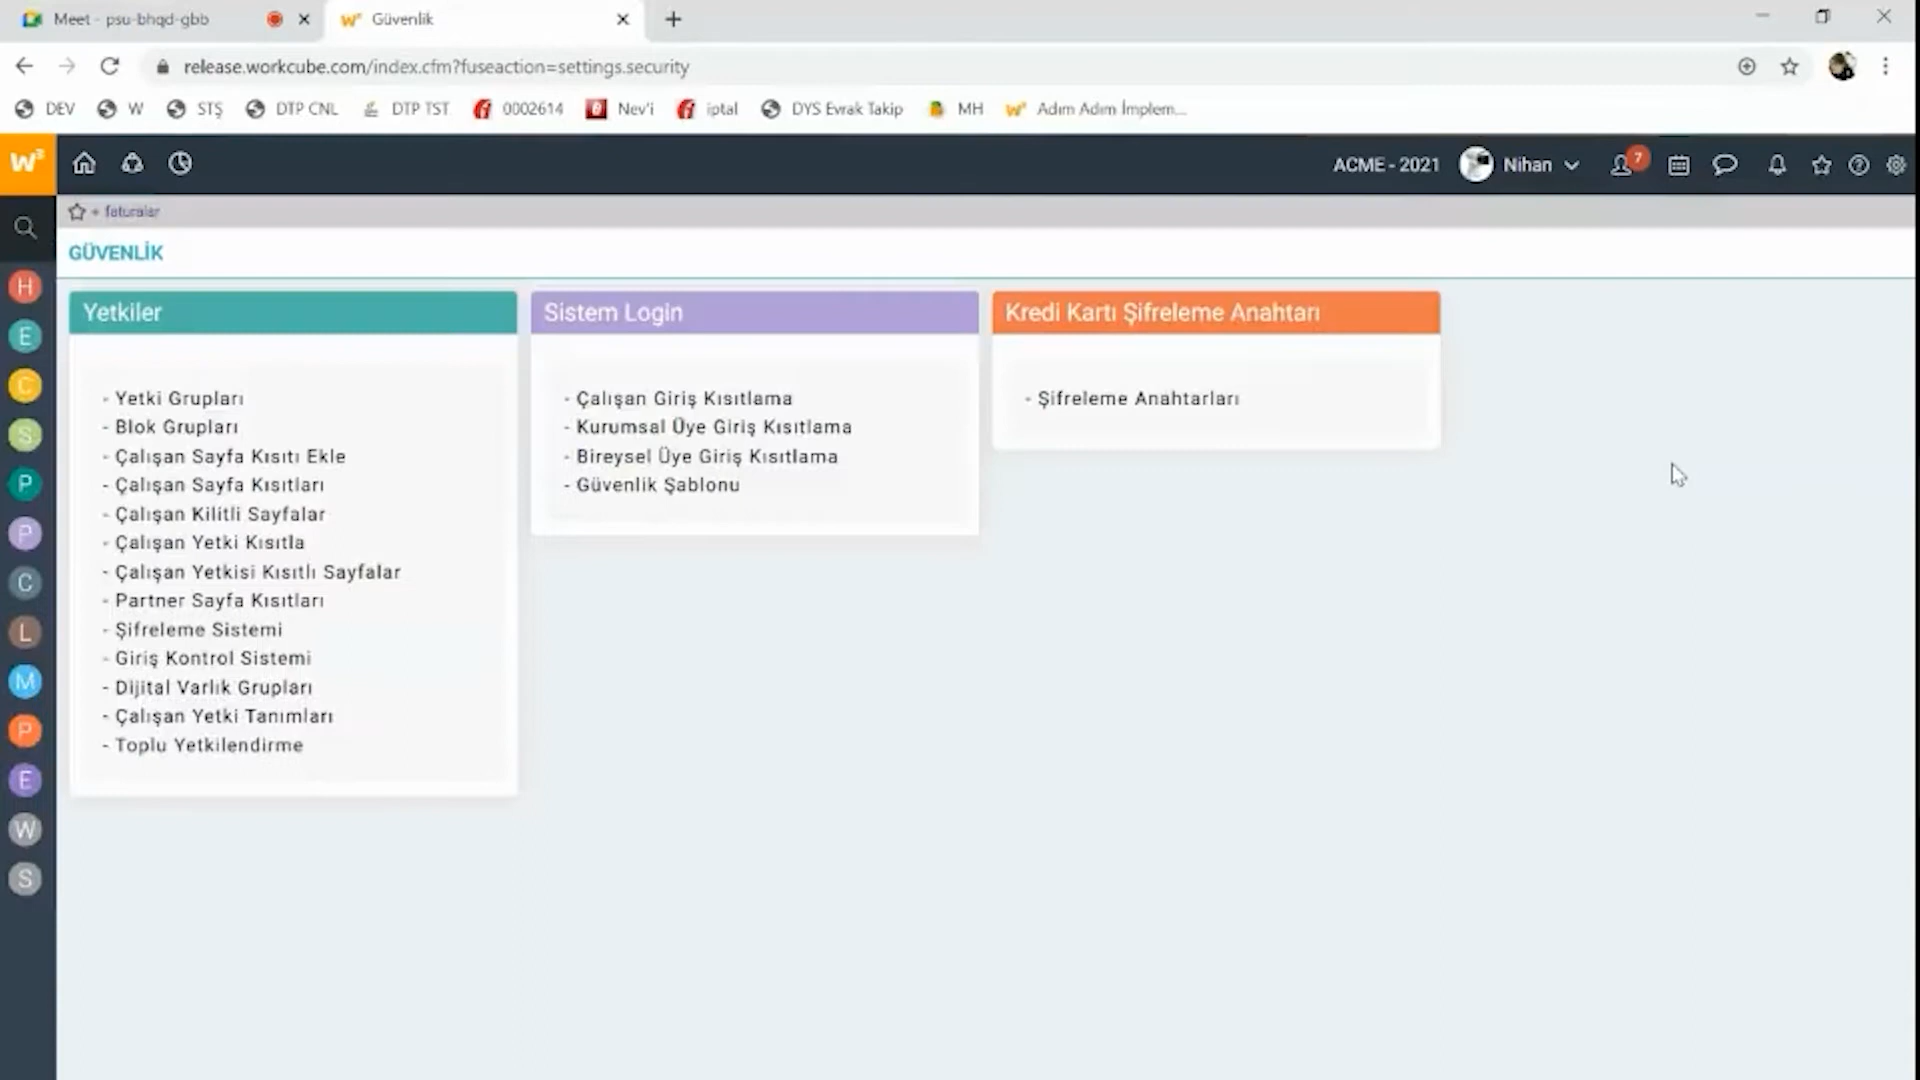 Meet - psu-bhqd-gbb
Güvenlik
release.workcube.com/index.cfm?fuseaction=settings.security
DEV W STŞ DTP CNL DTP TST 0002614 Nev'i iptal DYS Evrak Takip MH Adım Adım İmplem...
W³ ACME - 2021 Nihan 7
+ faturalar
GÜVENLİK
Yetkiler
- Yetki Grupları
- Blok Grupları
- Çalışan Sayfa Kısıtı Ekle
- Çalışan Sayfa Kısıtları
- Çalışan Kilitli Sayfalar
- Çalışan Yetki Kısıtla
- Çalışan Yetkisi Kısıtlı Sayfalar
- Partner Sayfa Kısıtları
- Şifreleme Sistemi
- Giriş Kontrol Sistemi
- Dijital Varlık Grupları
- Çalışan Yetki Tanımları
- Toplu Yetkilendirme
Sistem Login
- Çalışan Giriş Kısıtlama
- Kurumsal Üye Giriş Kısıtlama
- Bireysel Üye Giriş Kısıtlama
- Güvenlik Şablonu
Kredi Kartı Şifreleme Anahtarı
- Şifreleme Anahtarları
H
E
C
S
P
P
C
L
M
P
E
W
S